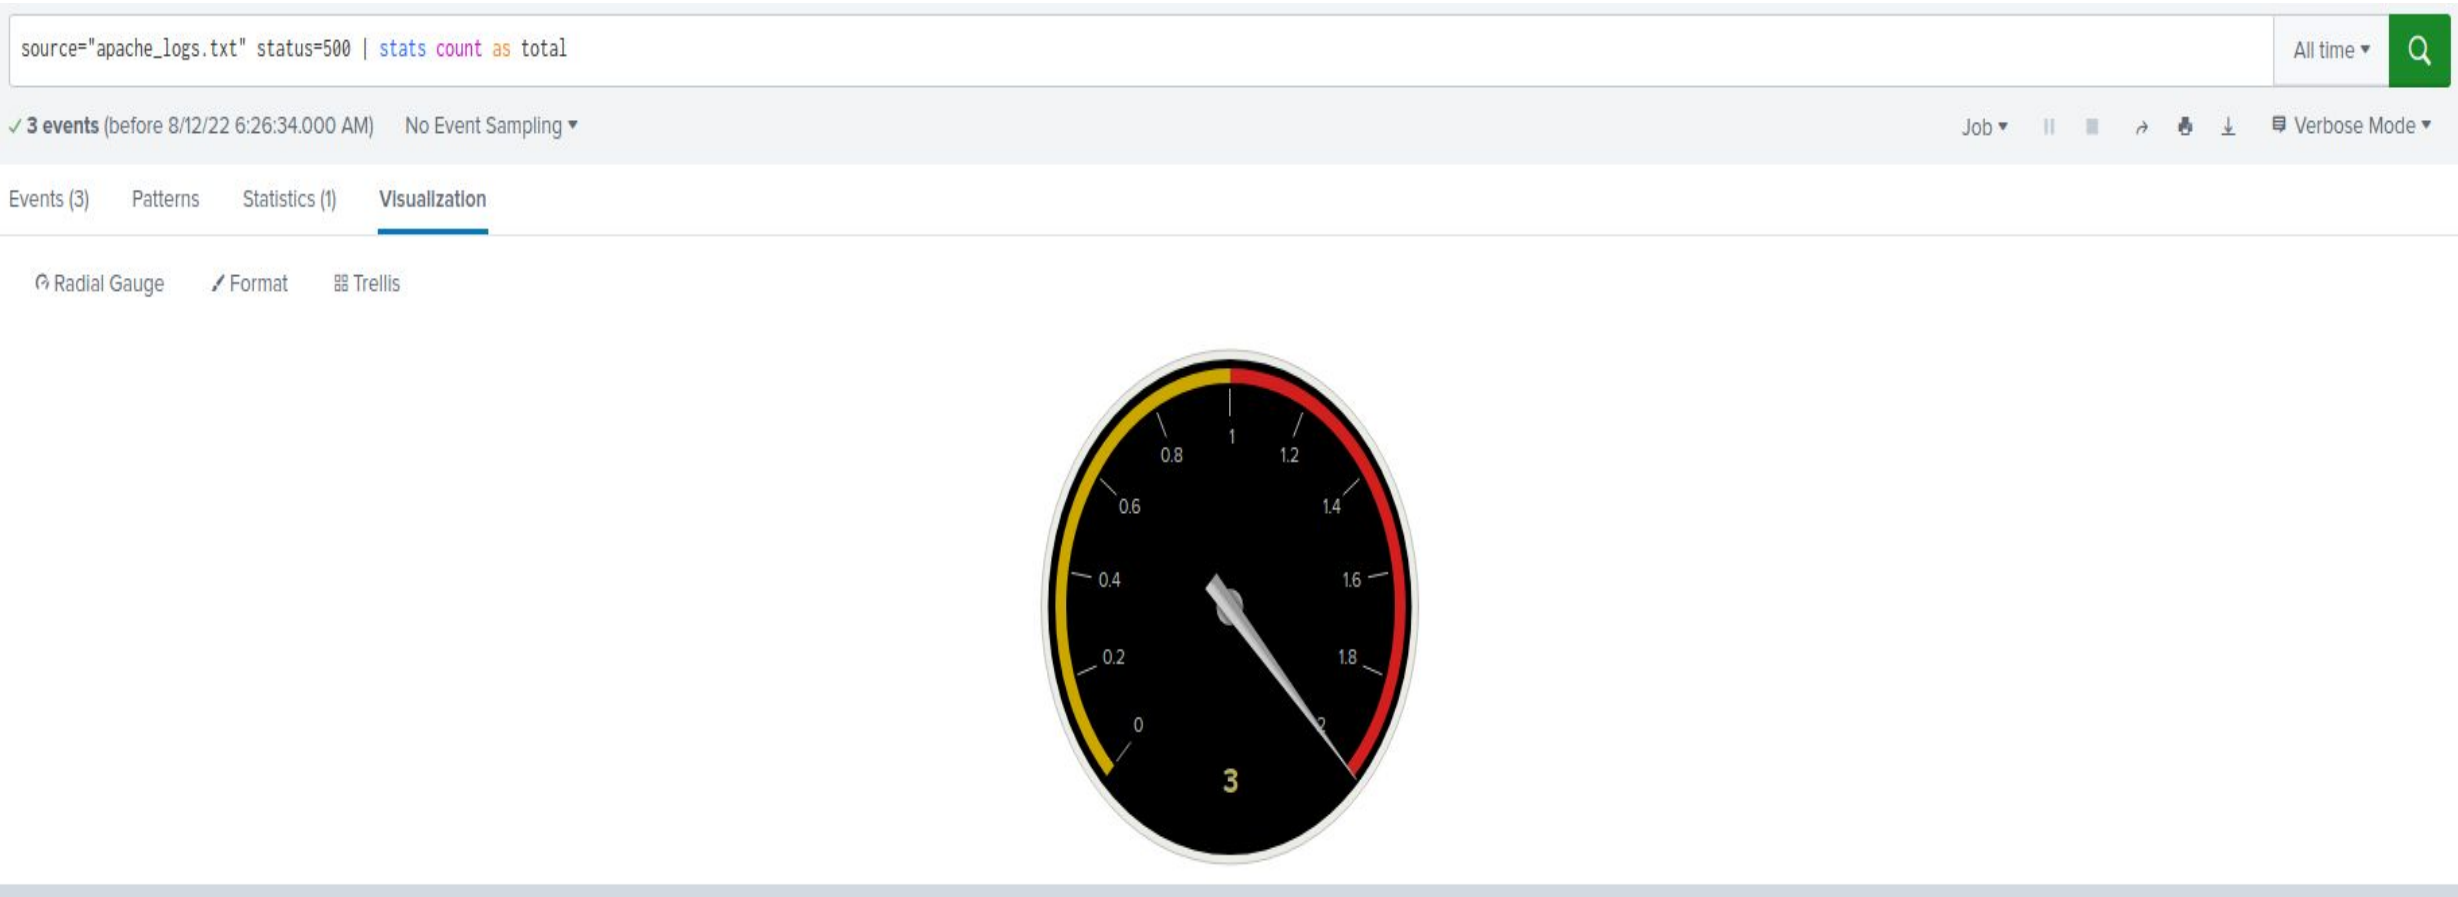 source="apache_logs.txt" status=500 | stats count as total
All time
3 events (before 8/12/22 6:26:34.000 AM) No Event Sampling
Job Verbose Mode
Events (3) Patterns Statistics (1) Visualization
Radial Gauge Format Trellis
1
0.8 1.2
0.6 1.4
0.4 1.6
0.2 1.8
0 2
3